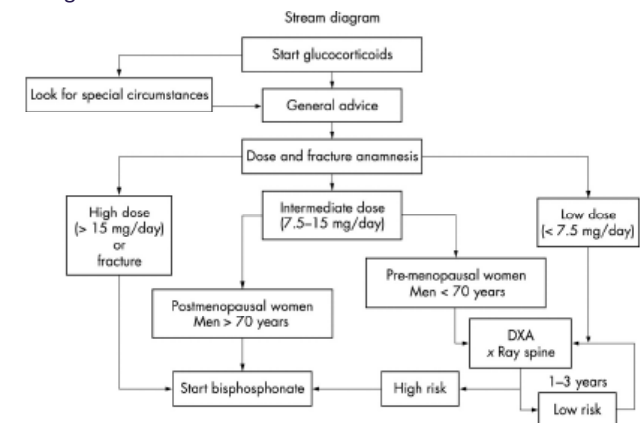 Stream diagram
Start glucocorticoids
Look for special circumstances
General advice
Dose and fracture anamnesis
High dose
(> 15 mg/day)
or
fracture
Intermediate dose
(7.5–15 mg/day)
Low dose
(< 7.5 mg/day)
Pre-menopausal women
Men < 70 years
Postmenopausal women
Men > 70 years
DXA
x Ray spine
Start bisphosphonate
High risk
1–3 years
Low risk